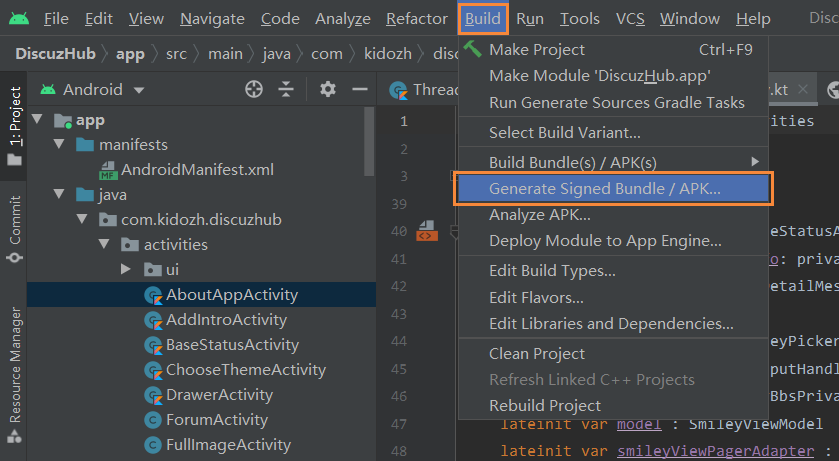 File Edit View Navigate Code Analyze Refactor Build Run Tools VCS Window Help Disc
DiscuzHub app src main java com kidozh disc
1: Project
Commit
Resource Manager
Android
app
manifests
AndroidManifest.xml
java
com.kidozh.discuzhub
activities
ui
AboutAppActivity
AddIntroActivity
BaseStatusActivity
ChooseThemeActivity
DrawerActivity
ForumActivity
FullImageActivity
Make Project Ctrl+F9
Make Module 'DiscuzHub.app'
Run Generate Sources Gradle Tasks
Select Build Variant...
Build Bundle(s) / APK(s)
Generate Signed Bundle / APK...
Analyze APK...
Deploy Module to App Engine...
Edit Build Types...
Edit Flavors...
Edit Libraries and Dependencies...
Clean Project
Refresh Linked C++ Projects
Rebuild Project
Thread
y.kt
1 ities
2
3
39
40 eStatusA
41 o: priva
42 DetailMes
43
44 leyPicker
45 putHandl
46 BbsPriva
47 lateinit var model : SmileyViewModel
48 lateinit var smileyViewPagerAdapter :